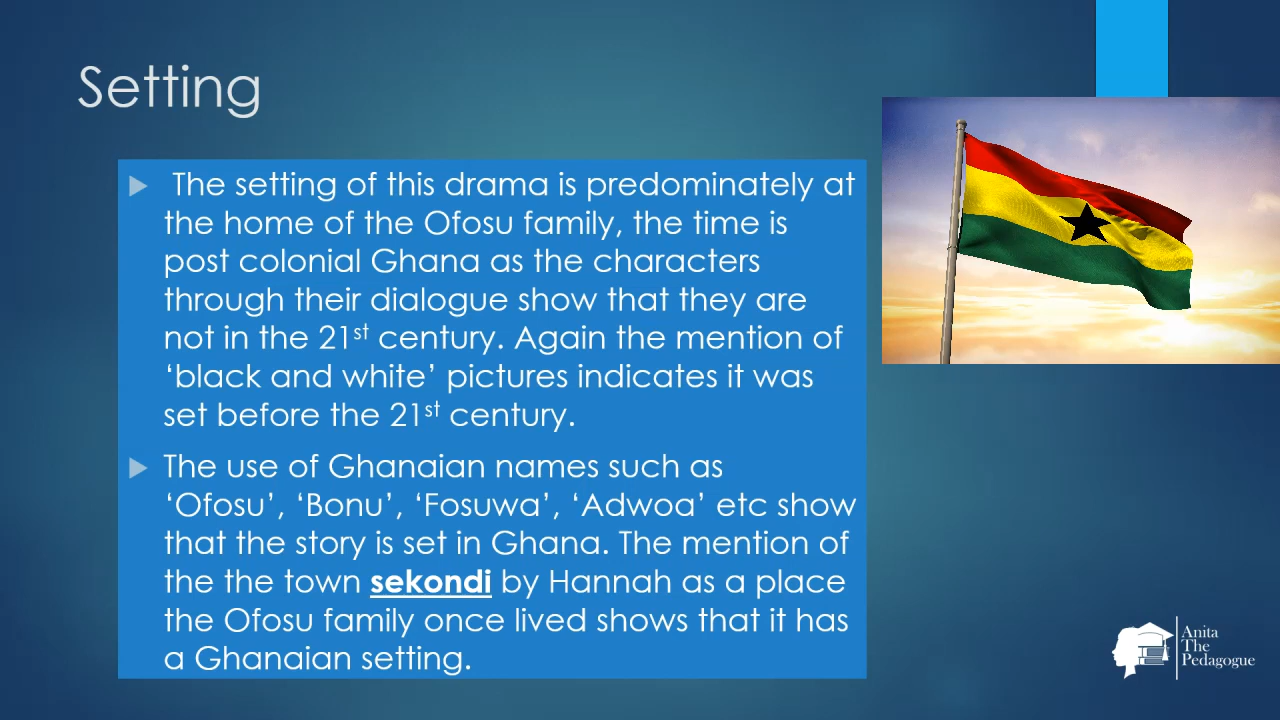 Setting
The setting of this drama is predominately at
the home of the Ofosu family, the time is
post colonial Ghana as the characters
through their dialogue show that they are
not in the 21st century. Again the mention of
‘black and white’ pictures indicates it was
set before the 21st century.
The use of Ghanaian names such as
‘Ofosu’, ‘Bonu’, ‘Fosuwa’, ‘Adwoa’ etc show
that the story is set in Ghana. The mention of
the the town sekondi by Hannah as a place
the Ofosu family once lived shows that it has
a Ghanaian setting.
Anita
The
Pedagogue